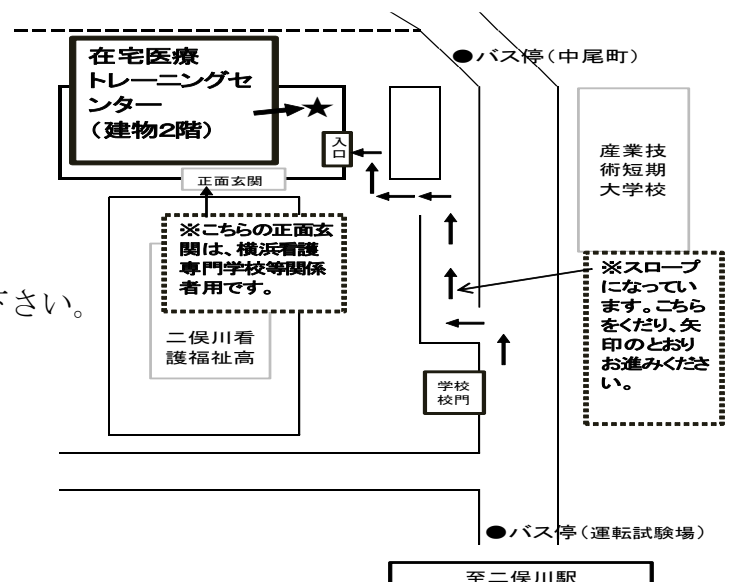 在宅医療
トレーニングセ
ンター
（建物2階）
●バス停（中尾町）
入口
産業技
術短期
大学校
正面玄関
※こちらの正面玄
関は、横浜看護
専門学校等関係
者用です。
※スロープ
になってい
ます。こちら
をくだり、矢
印のとおり
お進みくださ
い。
下さい。
二俣川看
護福祉高
学校
校門
●バス停（運転試験場）
至二俣川駅